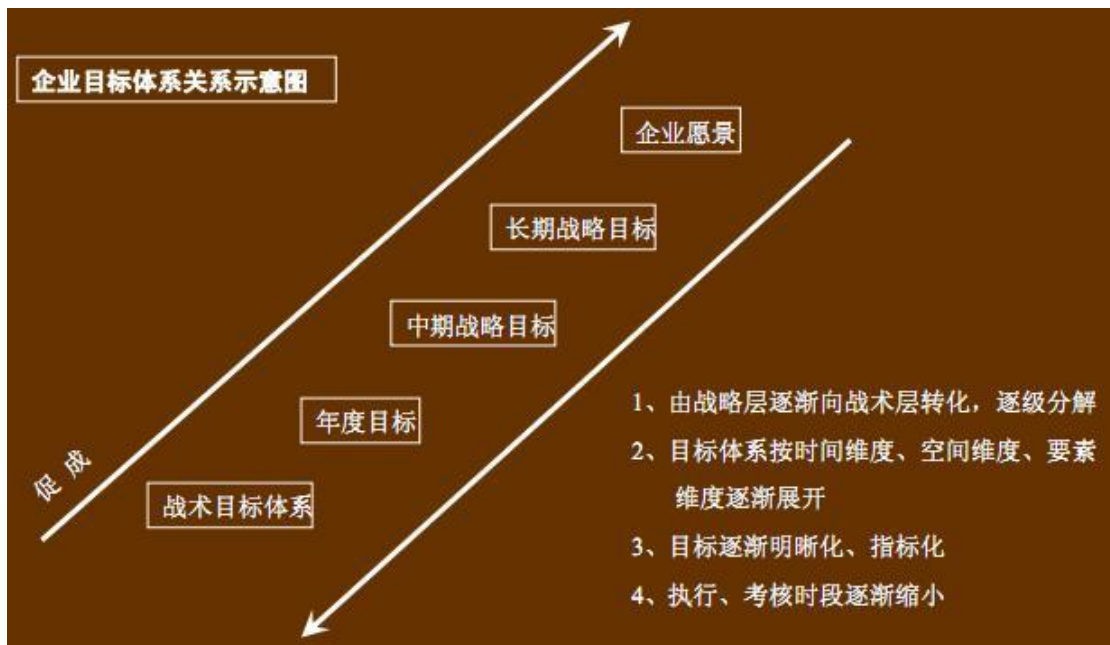 企业目标体系关系示意图
企业愿景
长期战略目标
中期战略目标
年度目标
战术目标体系
促成
1、由战略层逐渐向战术层转化，逐级分解
2、目标体系按时间维度、空间维度、要素
维度逐渐展开
3、目标逐渐明晰化、指标化
4、执行、考核时段逐渐缩小